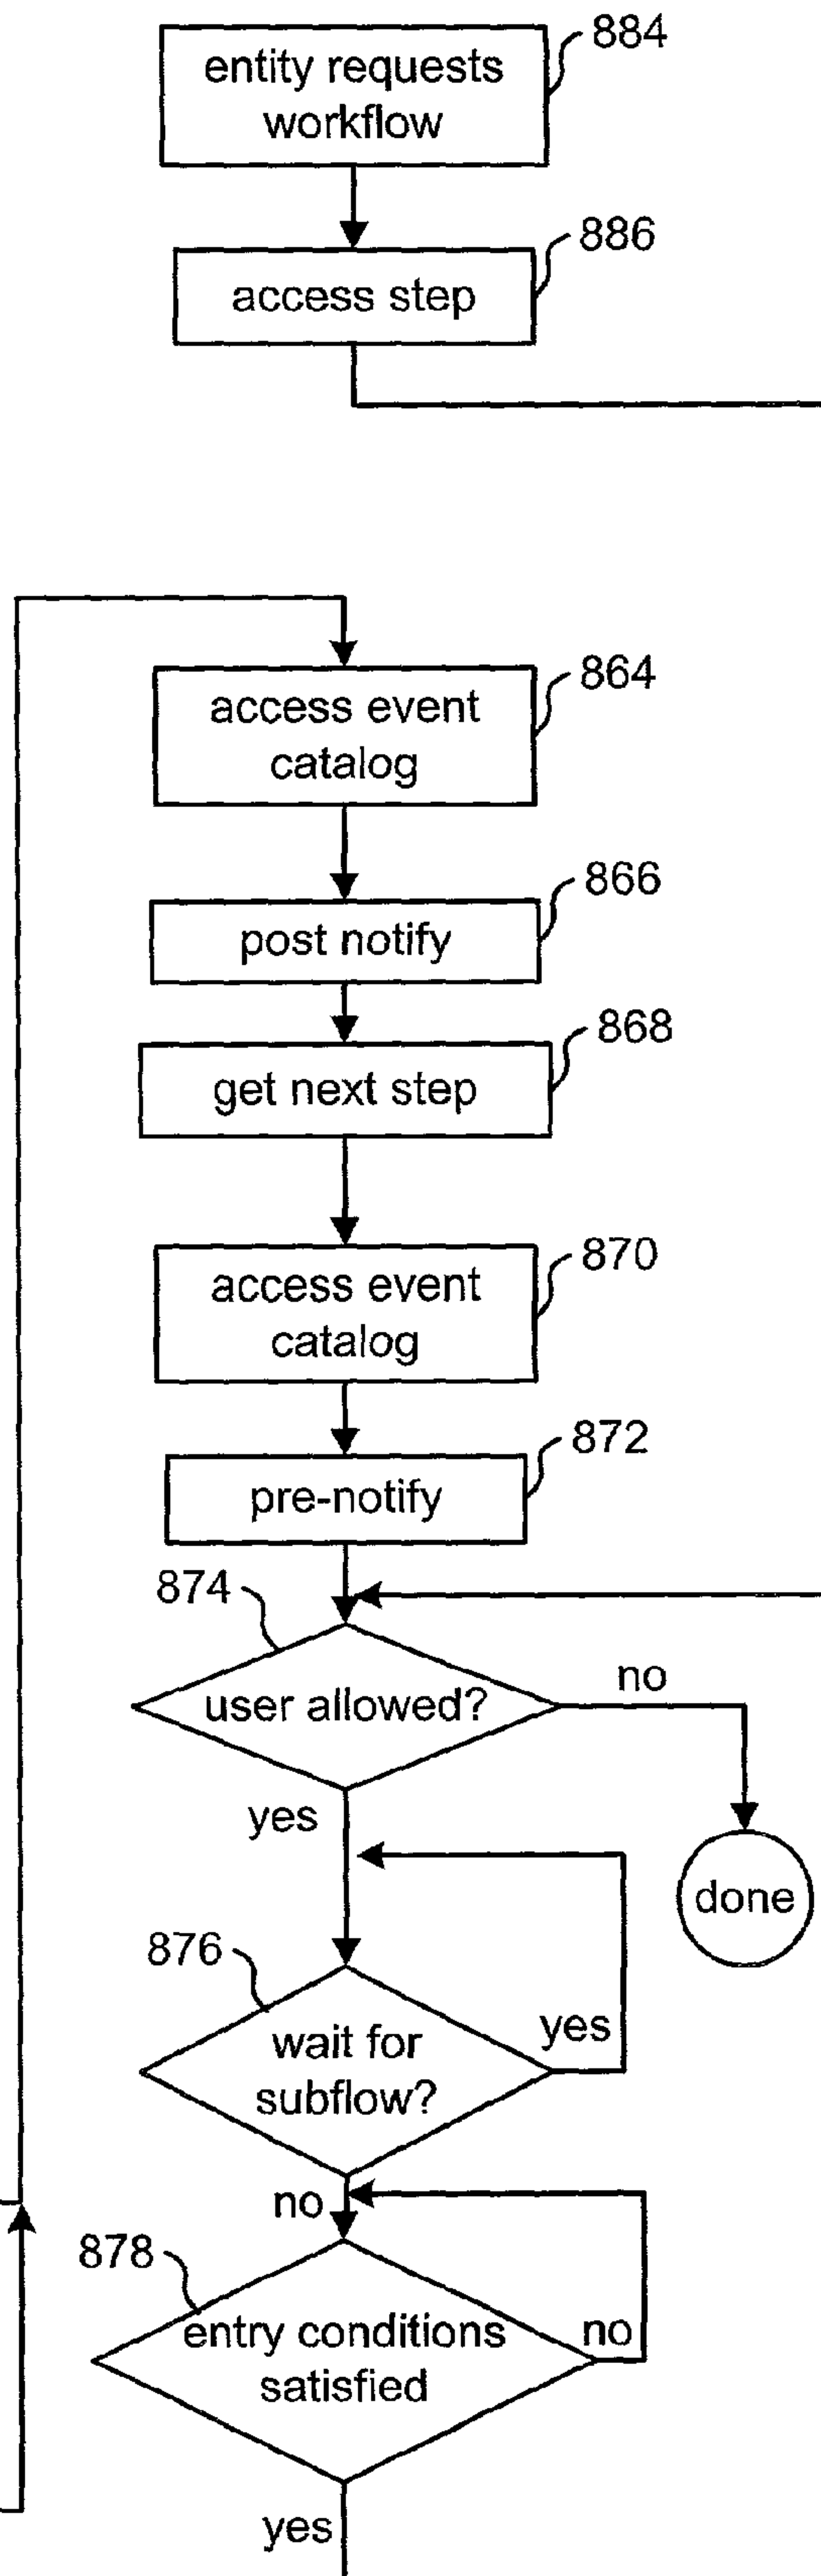 884
entity requests
workflow
886
access step
864
access event
catalog
866
post notify
868
get next step
870
access event
catalog
872
pre-notify
874
user allowed?
no
yes
done
876
wait for
subflow?
yes
no
878
entry conditions
satisfied
no
yes